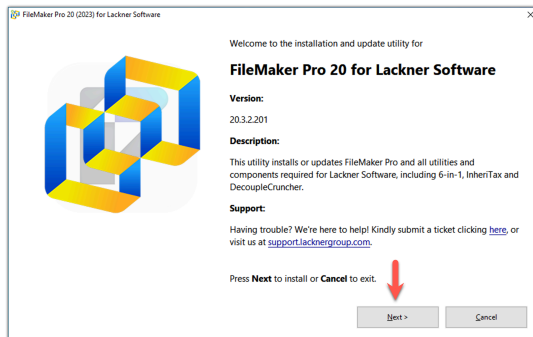 FileMaker Pro 20 (2023) for Lackner Software
Welcome to the installation and update utility for
FileMaker Pro 20 for Lackner Software
Version:
20.3.2.201
Description:
This utility installs or updates FileMaker Pro and all utilities and
components required for Lackner Software, including 6-in-1, InheriTax and
DecoupleCruncher.
Support:
Having trouble? We're here to help! Kindly submit a ticket clicking here, or
visit us at support.lacknergroup.com.
Press Next to install or Cancel to exit.
Next >
Cancel